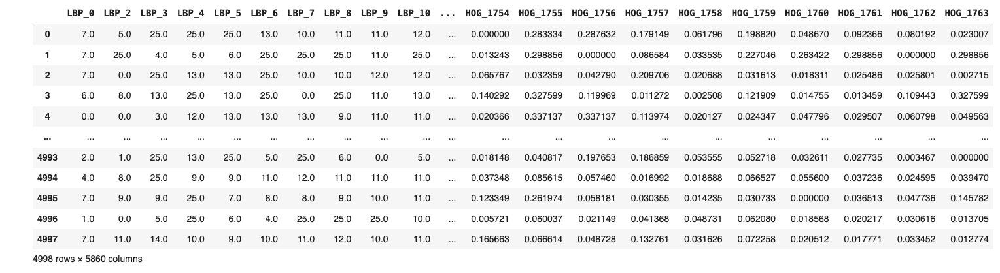 LBP_0 LBP_2 LBP_3 LBP_4 LBP_5 LBP_6 LBP_7 LBP_8 LBP_9 LBP_10 ... HOG_1754 HOG_1755 HOG_1756 HOG_1757 HOG_1758 HOG_1759 HOG_1760 HOG_1761 HOG_1762 HOG_1763
0 7.0 5.0 25.0 25.0 25.0 13.0 10.0 11.0 11.0 12.0 ... 0.000000 0.283334 0.287632 0.179149 0.061796 0.198820 0.048670 0.092366 0.080192 0.023007
1 7.0 25.0 4.0 5.0 6.0 25.0 25.0 25.0 11.0 25.0 ... 0.013243 0.298856 0.000000 0.086584 0.033535 0.227046 0.263422 0.298856 0.000000 0.298856
2 7.0 0.0 25.0 13.0 13.0 25.0 10.0 10.0 12.0 12.0 ... 0.065767 0.032359 0.042790 0.209706 0.020688 0.031613 0.018311 0.025486 0.025801 0.002715
3 6.0 8.0 13.0 25.0 13.0 25.0 0.0 25.0 11.0 13.0 ... 0.140292 0.327599 0.119969 0.011272 0.002508 0.121909 0.014755 0.013459 0.109443 0.327599
4 0.0 0.0 3.0 12.0 13.0 13.0 13.0 9.0 11.0 11.0 ... 0.020366 0.337137 0.337137 0.113974 0.020127 0.024347 0.047796 0.029507 0.060798 0.049563
... ... ... ... ... ... ... ... ... ... ... ... ... ... ... ... ... ... ... ... ... ...
4993 2.0 1.0 25.0 13.0 25.0 5.0 25.0 6.0 0.0 5.0 ... 0.018148 0.040817 0.197653 0.186859 0.053555 0.052718 0.032611 0.027735 0.003467 0.000000
4994 4.0 8.0 25.0 9.0 9.0 11.0 12.0 11.0 11.0 11.0 ... 0.037348 0.085615 0.057460 0.016992 0.018688 0.066527 0.055600 0.037236 0.024595 0.039470
4995 7.0 9.0 9.0 25.0 7.0 8.0 8.0 9.0 10.0 11.0 ... 0.123349 0.261974 0.058181 0.030355 0.014235 0.030733 0.000000 0.036513 0.047736 0.145782
4996 1.0 0.0 5.0 25.0 6.0 4.0 25.0 25.0 25.0 10.0 ... 0.005721 0.060037 0.021149 0.041368 0.048731 0.062080 0.018568 0.020217 0.030616 0.013705
4997 7.0 11.0 14.0 10.0 9.0 10.0 11.0 12.0 10.0 11.0 ... 0.165663 0.066614 0.048728 0.132761 0.031626 0.072258 0.020512 0.017771 0.033452 0.012774
4998 rows × 5860 columns